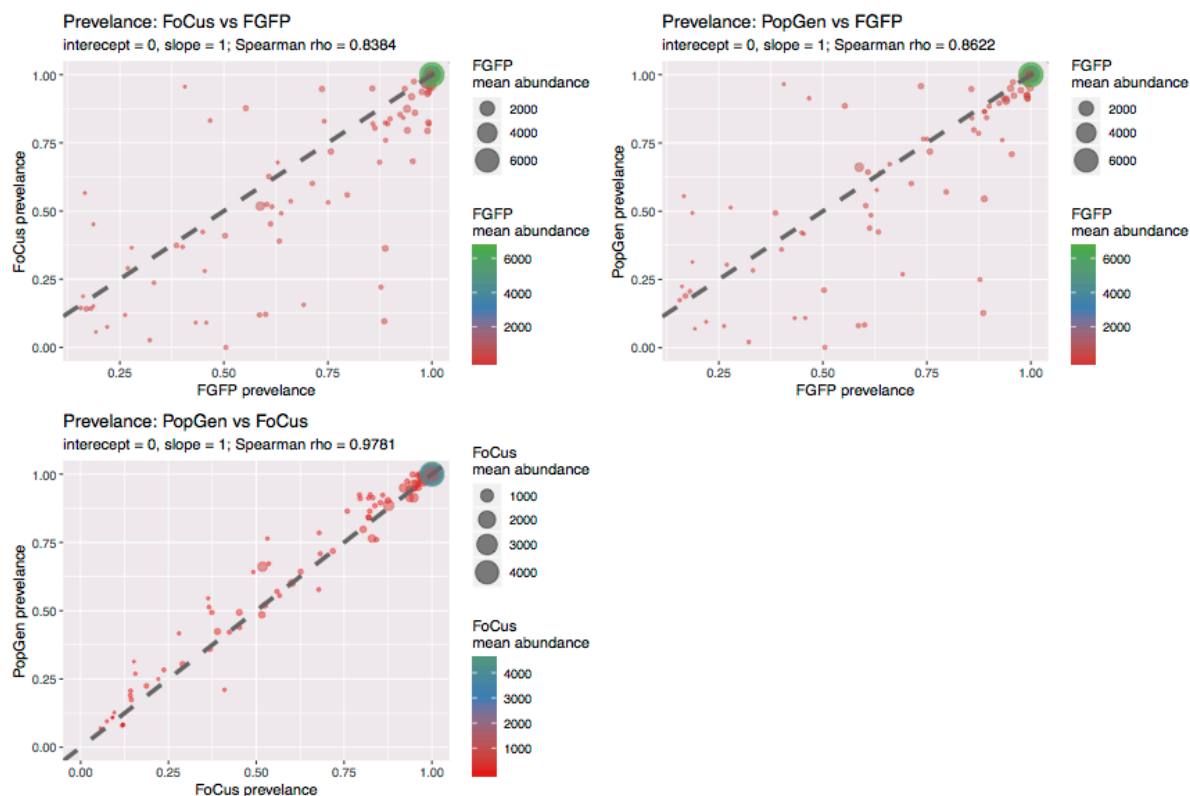 Prevelance: FoCus vs FGFP
interecept = 0, slope = 1; Spearman rho = 0.8384
1.00
0.75
0.50
0.25
0.00
FoCus prevelance
0.25
0.50
0.75
1.00
FGFP prevelance
FGFP
mean abundance
2000
4000
6000
FGFP
mean abundance
6000
4000
2000
Prevelance: PopGen vs FGFP
interecept = 0, slope = 1; Spearman rho = 0.8622
1.00
0.75
0.50
0.25
0.00
PopGen prevelance
0.25
0.50
0.75
1.00
FGFP prevelance
FGFP
mean abundance
2000
4000
6000
FGFP
mean abundance
6000
4000
2000
Prevelance: PopGen vs FoCus
interecept = 0, slope = 1; Spearman rho = 0.9781
1.00
0.75
0.50
0.25
0.00
PopGen prevelance
0.00
0.25
0.50
0.75
1.00
FoCus prevelance
FoCus
mean abundance
1000
2000
3000
4000
FoCus
mean abundance
4000
3000
2000
1000